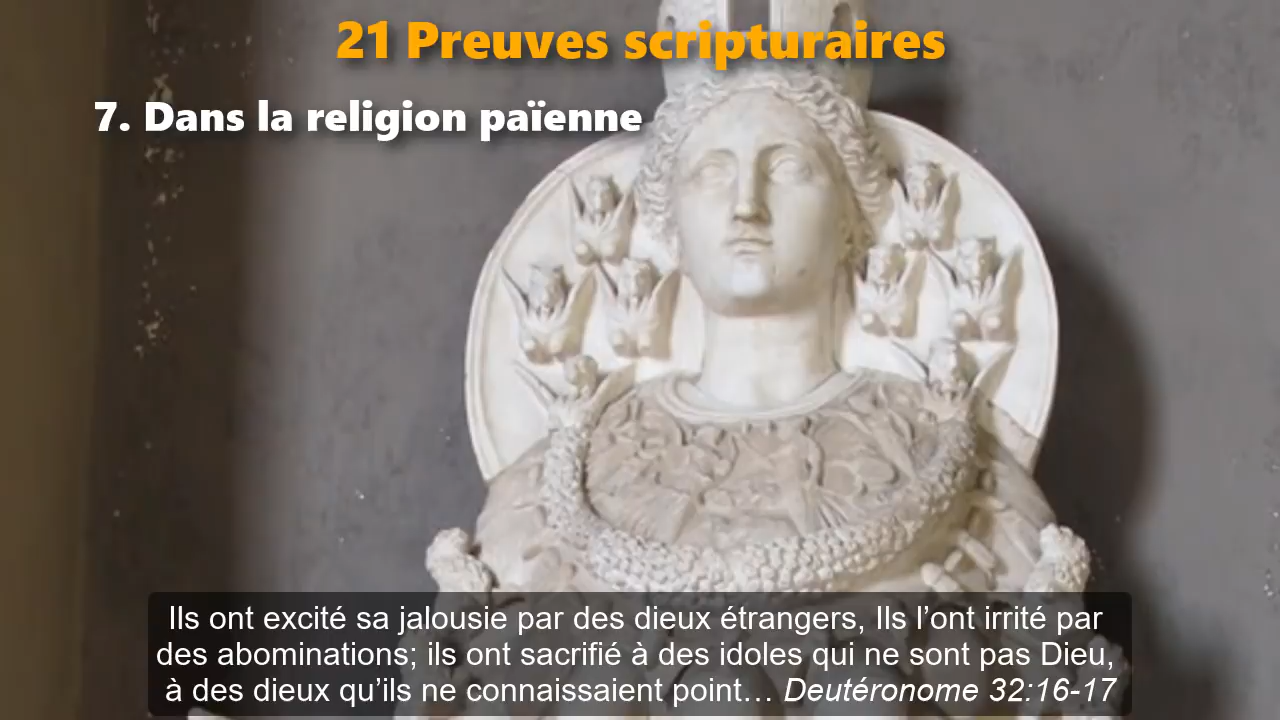 21 Preuves scripturaires
7. Dans la religion païenne
Ils ont excité sa jalousie par des dieux étrangers, Ils l’ont irrité par
des abominations; ils ont sacrifié à des idoles qui ne sont pas Dieu,
à des dieux qu’ils ne connaissaient point… Deutéronome 32:16-17